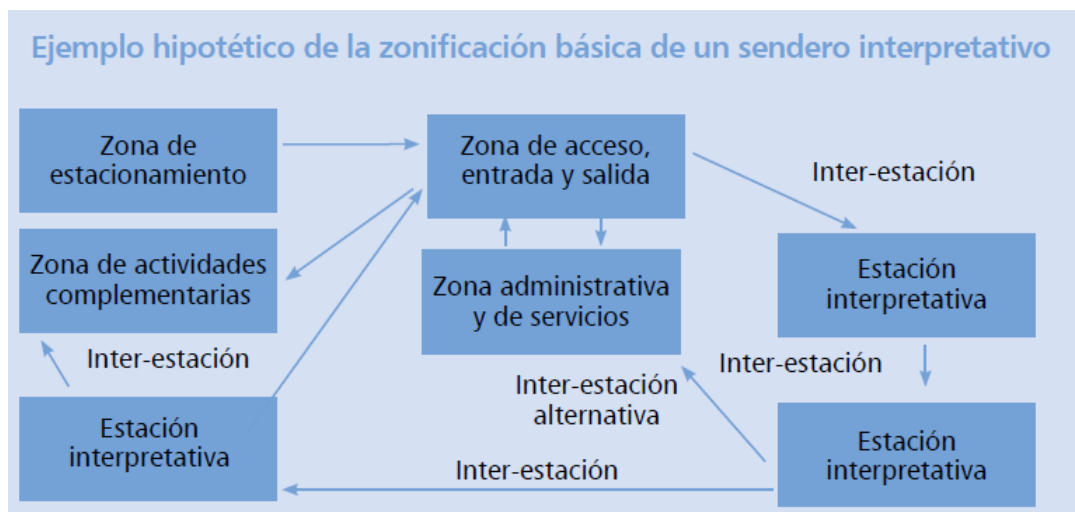 Ejemplo hipotético de la zonificación básica de un sendero interpretativo
Zona de
estacionamiento
Zona de acceso,
entrada y salida
Inter-estación
Zona de actividades
complementarias
Zona administrativa
y de servicios
Estación
interpretativa
Inter-estación
Inter-estación
alternativa
Inter-estación
Estación
interpretativa
Inter-estación
Estación
interpretativa